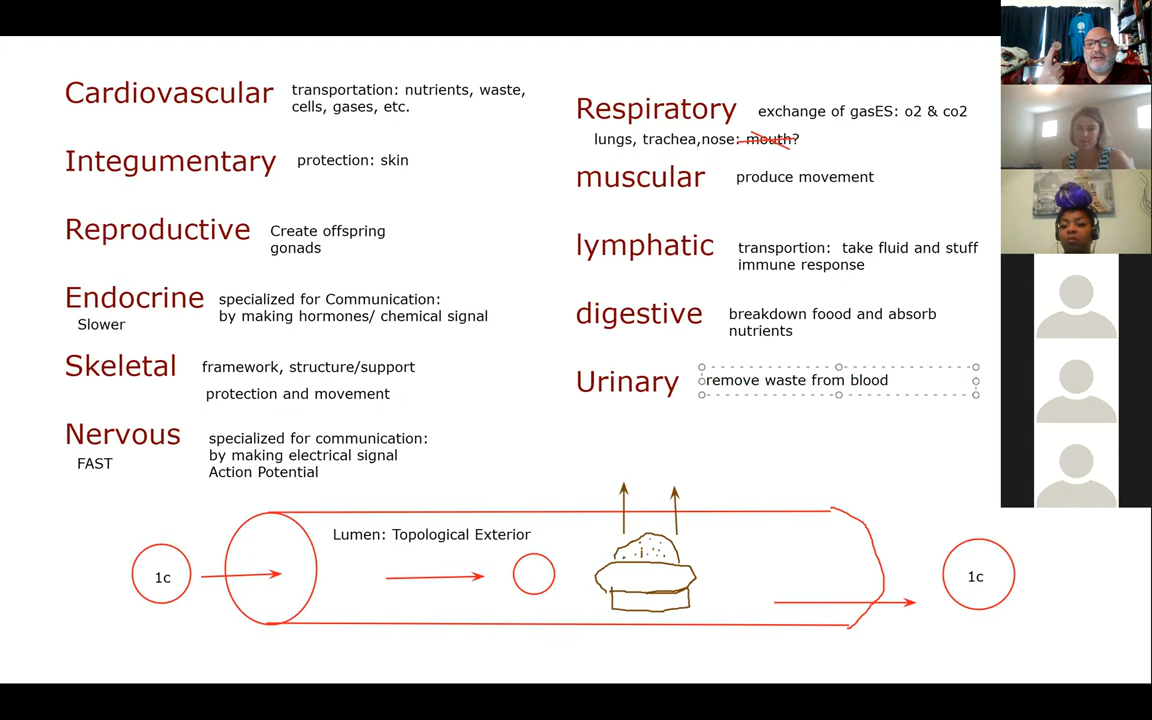 Cardiovascular
transportation: nutrients, waste,
cells, gases, etc.
Integumentary
protection: skin
Reproductive
Create offspring
gonads
Endocrine
Slower
specialized for Communication:
by making hormones/ chemical signal
Skeletal
framework, structure/support
protection and movement
Nervous
FAST
specialized for communication:
by making electrical signal
Action Potential
Respiratory
exchange of gasES: o2 & co2
lungs, trachea,nose: mouth?
muscular
produce movement
lymphatic
transportion:  take fluid and stuff
immune response
digestive
breakdown foood and absorb
nutrients
Urinary
remove waste from blood
Lumen: Topological Exterior
1c
1c